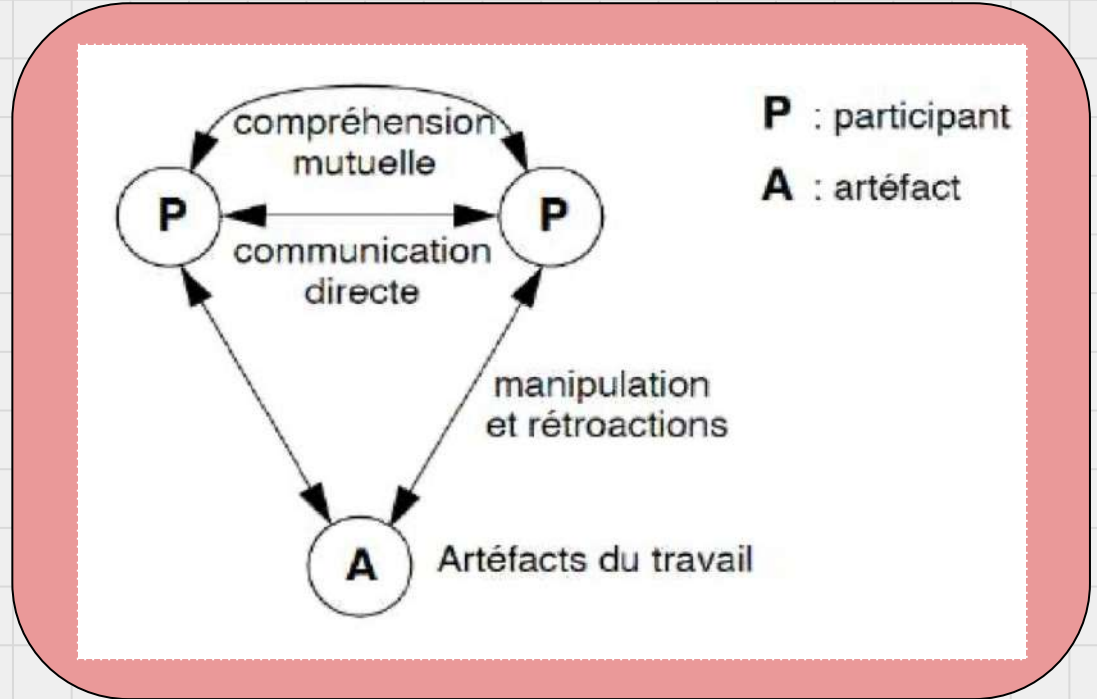 compréhension
mutuelle
P
P
communication
directe
manipulation
et rétroactions
A
Artéfacts du travail
P : participant
A : artéfact